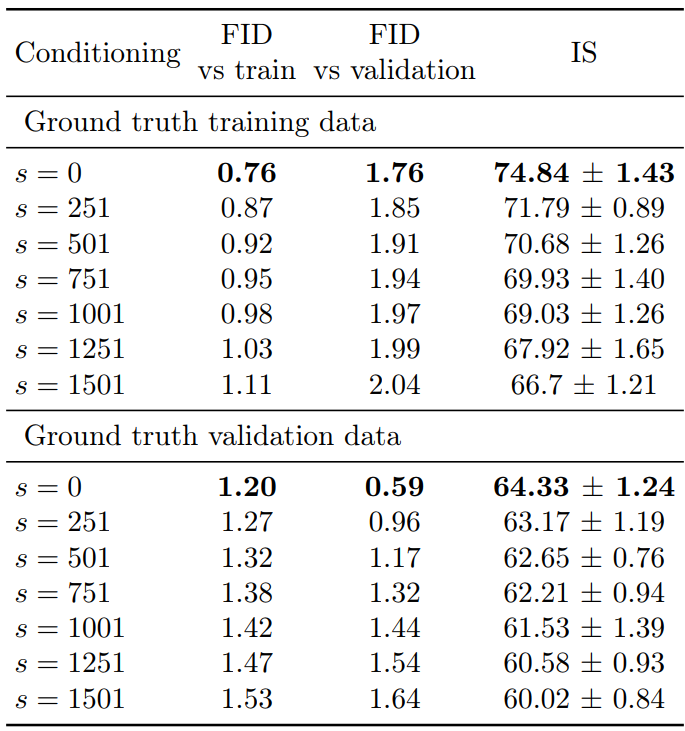 Conditioning FID vs train FID vs validation IS
Ground truth training data
s = 0 0.76 1.76 74.84 ± 1.43
s = 251 0.87 1.85 71.79 ± 0.89
s = 501 0.92 1.91 70.68 ± 1.26
s = 751 0.95 1.94 69.93 ± 1.40
s = 1001 0.98 1.97 69.03 ± 1.26
s = 1251 1.03 1.99 67.92 ± 1.65
s = 1501 1.11 2.04 66.7 ± 1.21
Ground truth validation data
s = 0 1.20 0.59 64.33 ± 1.24
s = 251 1.27 0.96 63.17 ± 1.19
s = 501 1.32 1.17 62.65 ± 0.76
s = 751 1.38 1.32 62.21 ± 0.94
s = 1001 1.42 1.44 61.53 ± 1.39
s = 1251 1.47 1.54 60.58 ± 0.93
s = 1501 1.53 1.64 60.02 ± 0.84